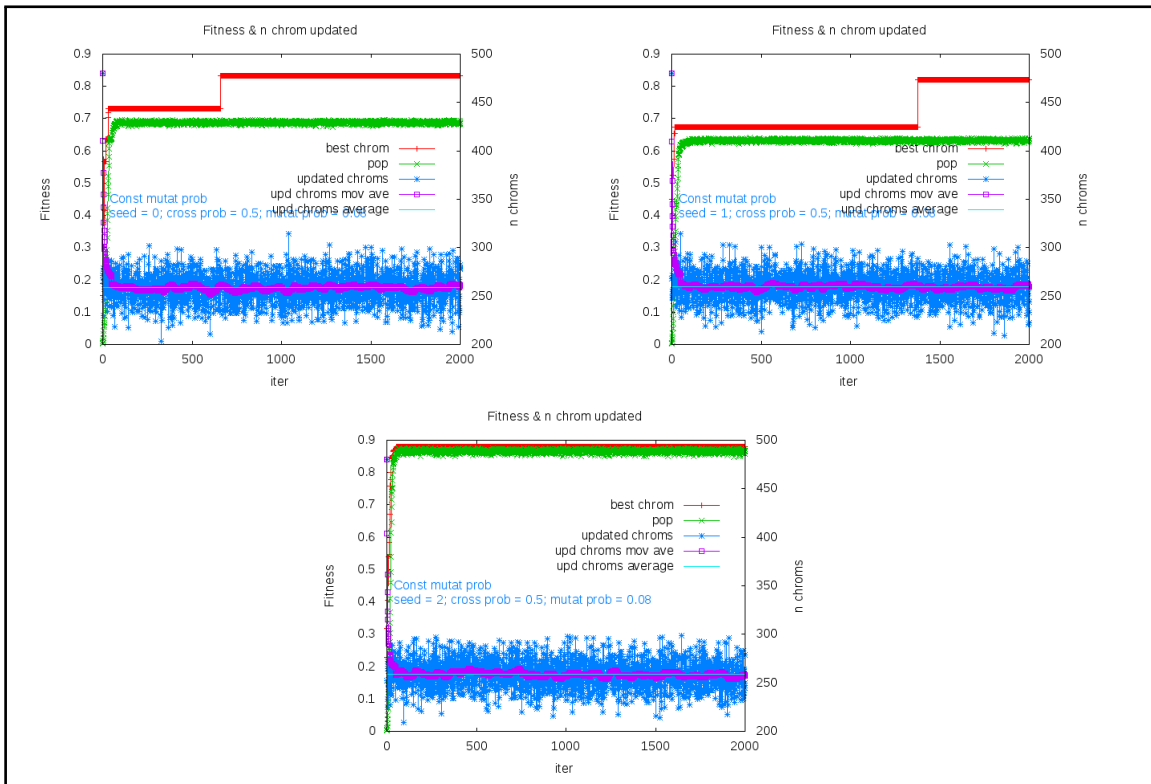 Fitness & n chrom updated
0.9
0.8
0.7
0.6
0.5
0.4
0.3
0.2
0.1
0
500
450
400
350
300
250
200
0 500 1000 1500 2000
Fitness
n chroms
iter
best chrom
pop
updated chroms
upd chroms mov ave
upd chroms average
Const mutat prob
seed = 0; cross prob = 0.5; mutat prob = 0.08
Fitness & n chrom updated
0.9
0.8
0.7
0.6
0.5
0.4
0.3
0.2
0.1
0
500
450
400
350
300
250
200
0 500 1000 1500 2000
Fitness
n chroms
iter
best chrom
pop
updated chroms
upd chroms mov ave
upd chroms average
Const mutat prob
seed = 1; cross prob = 0.5; mutat prob = 0.08
Fitness & n chrom updated
0.9
0.8
0.7
0.6
0.5
0.4
0.3
0.2
0.1
0
500
450
400
350
300
250
200
0 500 1000 1500 2000
Fitness
n chroms
iter
best chrom
pop
updated chroms
upd chroms mov ave
upd chroms average
Const mutat prob
seed = 2; cross prob = 0.5; mutat prob = 0.08